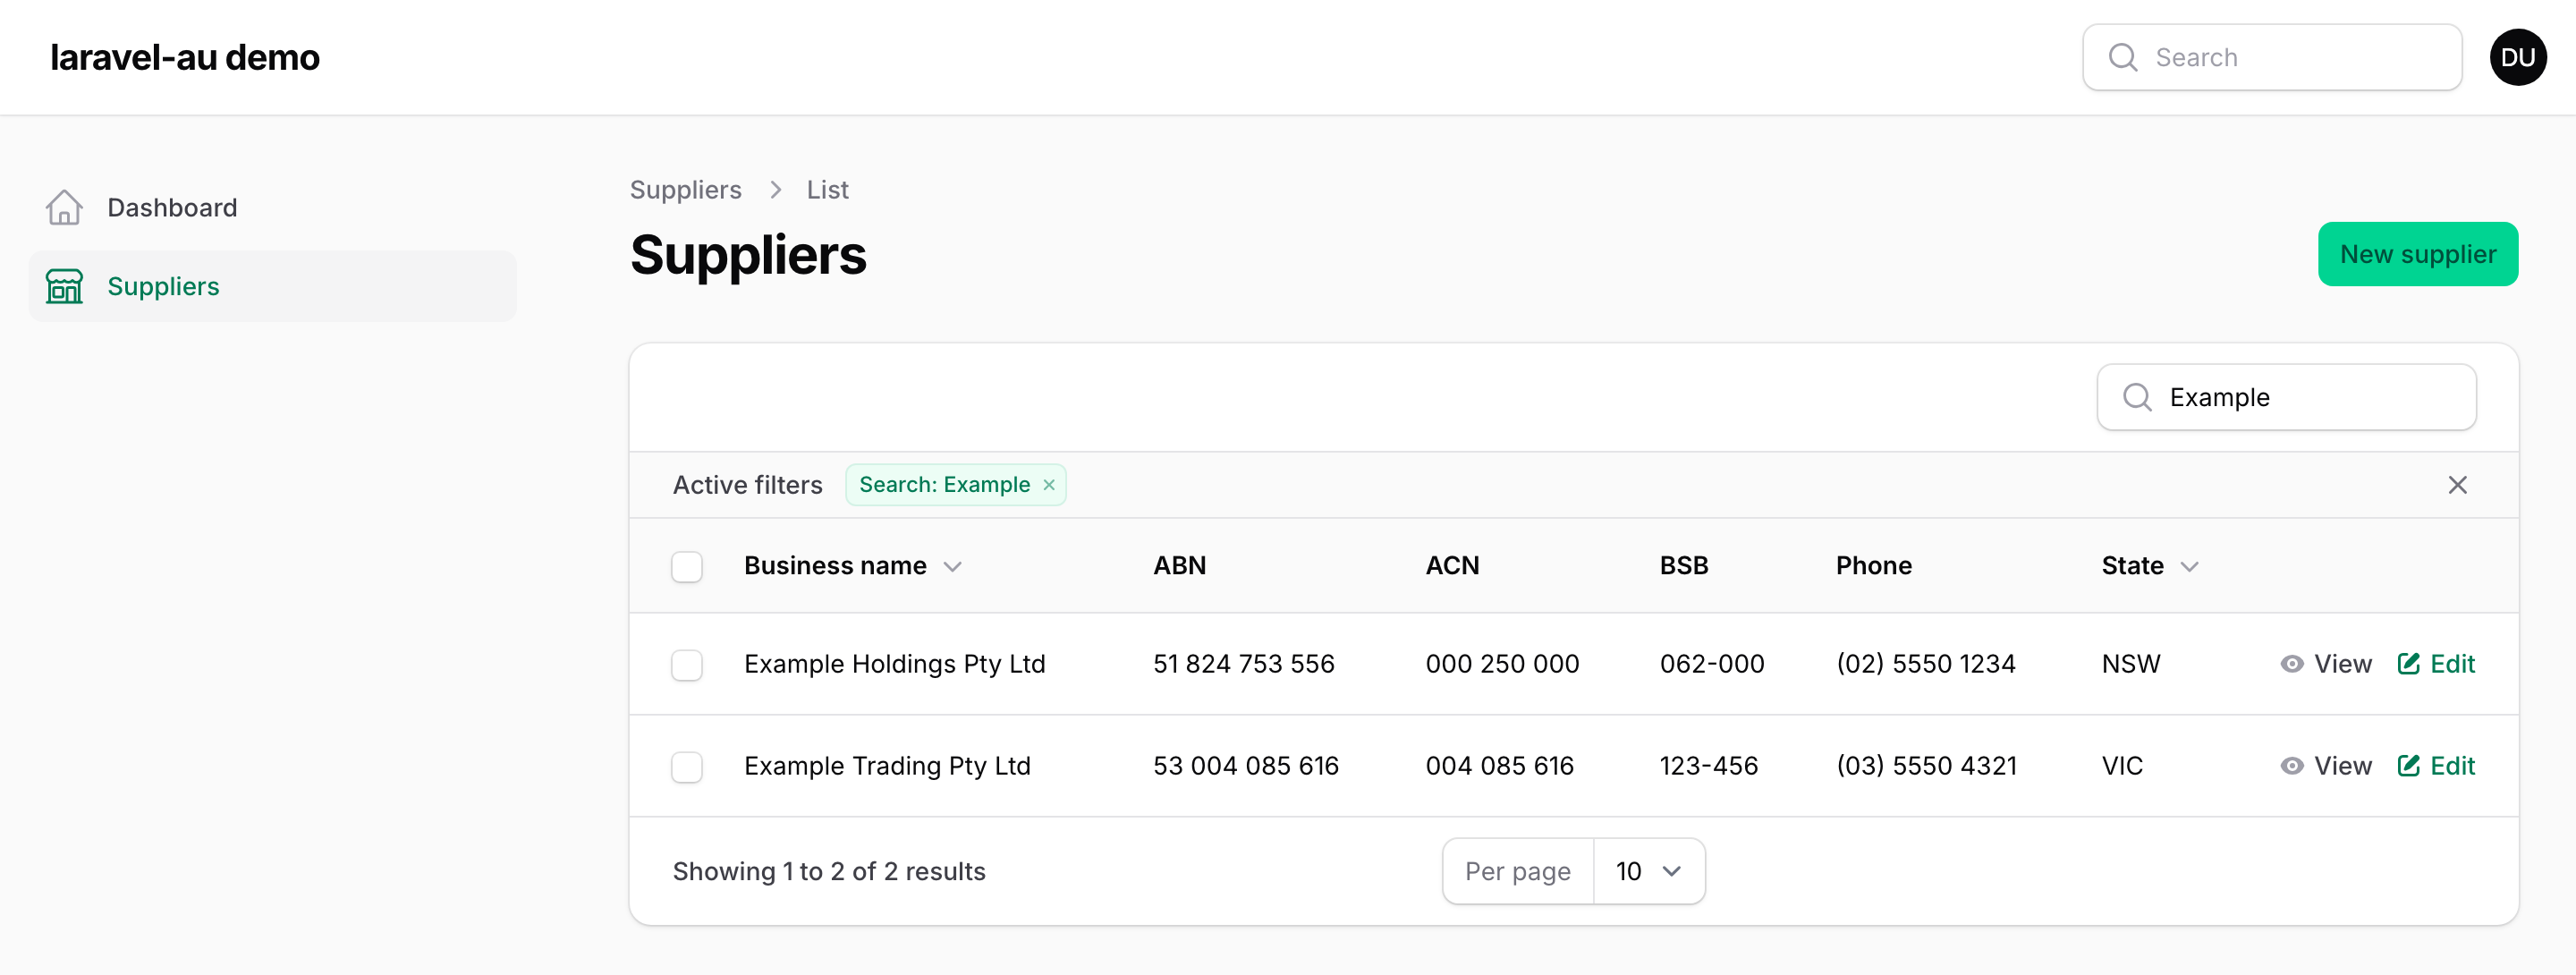 laravel-au demo
Search
DU
Dashboard
Suppliers
Suppliers > List
Suppliers
New supplier
Example
Active filters Search: Example ×
Business name ABN ACN BSB Phone State
Example Holdings Pty Ltd 51 824 753 556 000 250 000 062-000 (02) 5550 1234 NSW View Edit
Example Trading Pty Ltd 53 004 085 616 004 085 616 123-456 (03) 5550 4321 VIC View Edit
Showing 1 to 2 of 2 results Per page 10